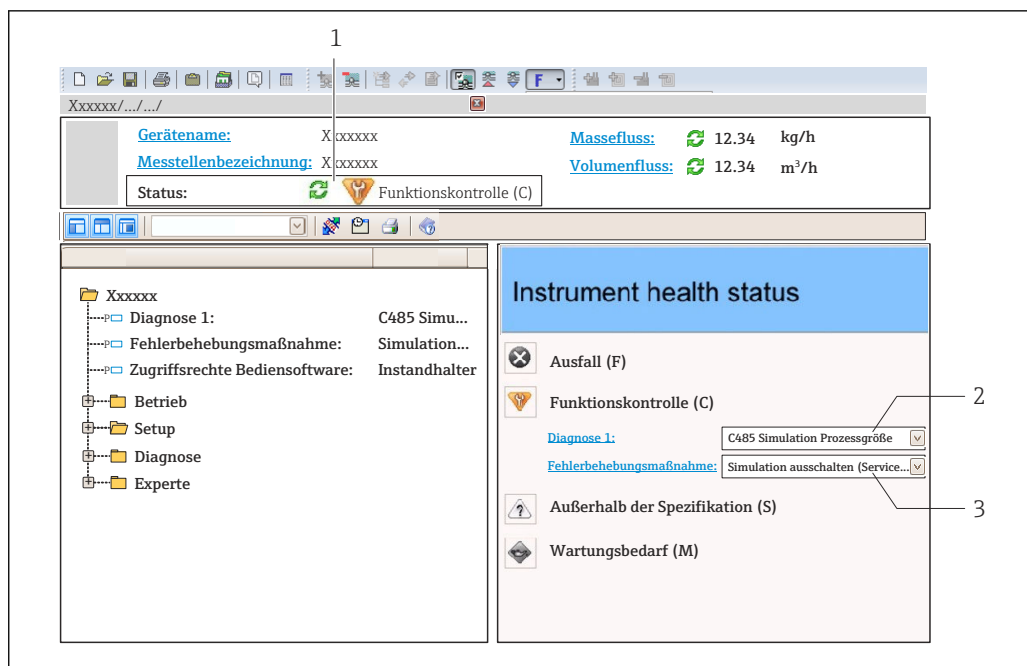 1
F
Xxxxxx/.../.../
Gerätename: Xxxxxxx
Massefluss: 12.34 kg/h
Messstellenbezeichnung: Xxxxxxx
Volumenfluss: 12.34 m³/h
Status: Funktionskontrolle (C)
Xxxxxx
Diagnose 1: C485 Simu...
Fehlerbehebungsmaßnahme: Simulation...
Zugriffsrechte Bediensoftware: Instandhalter
Betrieb
Setup
Diagnose
Experte
Instrument health status
Ausfall (F)
Funktionskontrolle (C)
2
Diagnose 1: C485 Simulation Prozessgröße
Fehlerbehebungsmaßnahme: Simulation ausschalten (Service...
Außerhalb der Spezifikation (S)
3
Wartungsbedarf (M)